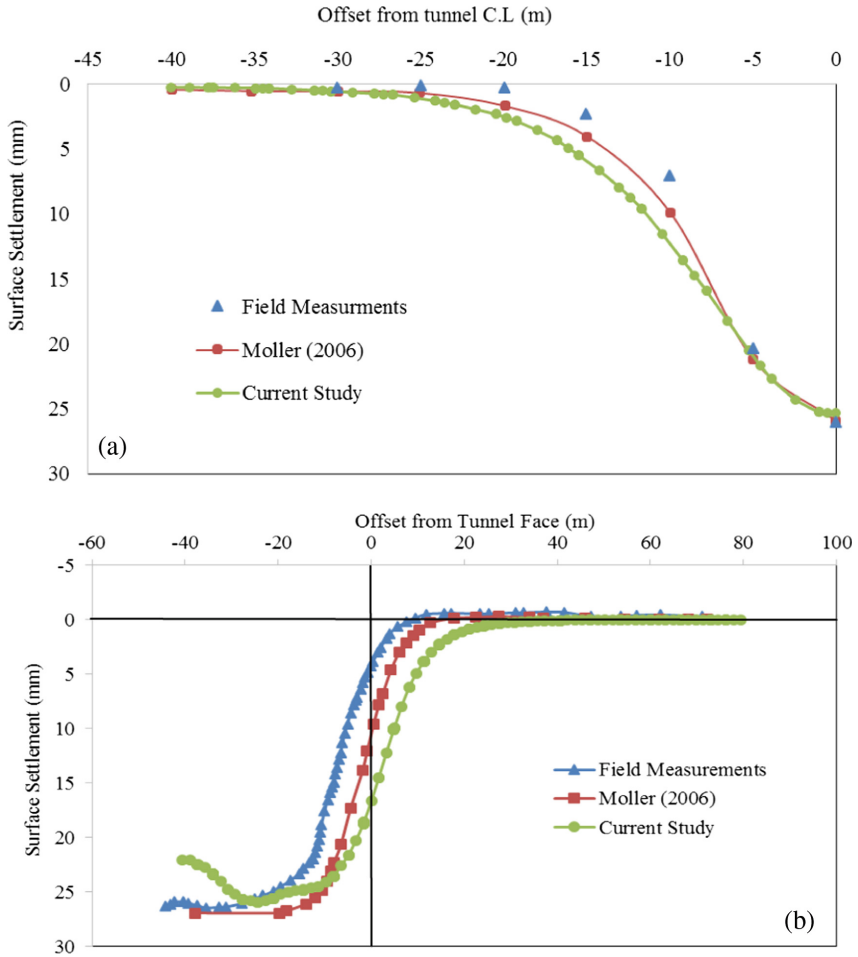 Offset from tunnel C.L (m)
-45 -40 -35 -30 -25 -20 -15 -10 -5 0
0
5
10
15
20
25
30
Surface Settlement (mm)
Field Measurments
Moller (2006)
Current Study
(a)
Offset from Tunnel Face (m)
-60 -40 -20 0 20 40 60 80 100
-5
0
5
10
15
20
25
30
Surface Settlement (mm)
Field Measurements
Moller (2006)
Current Study
(b)